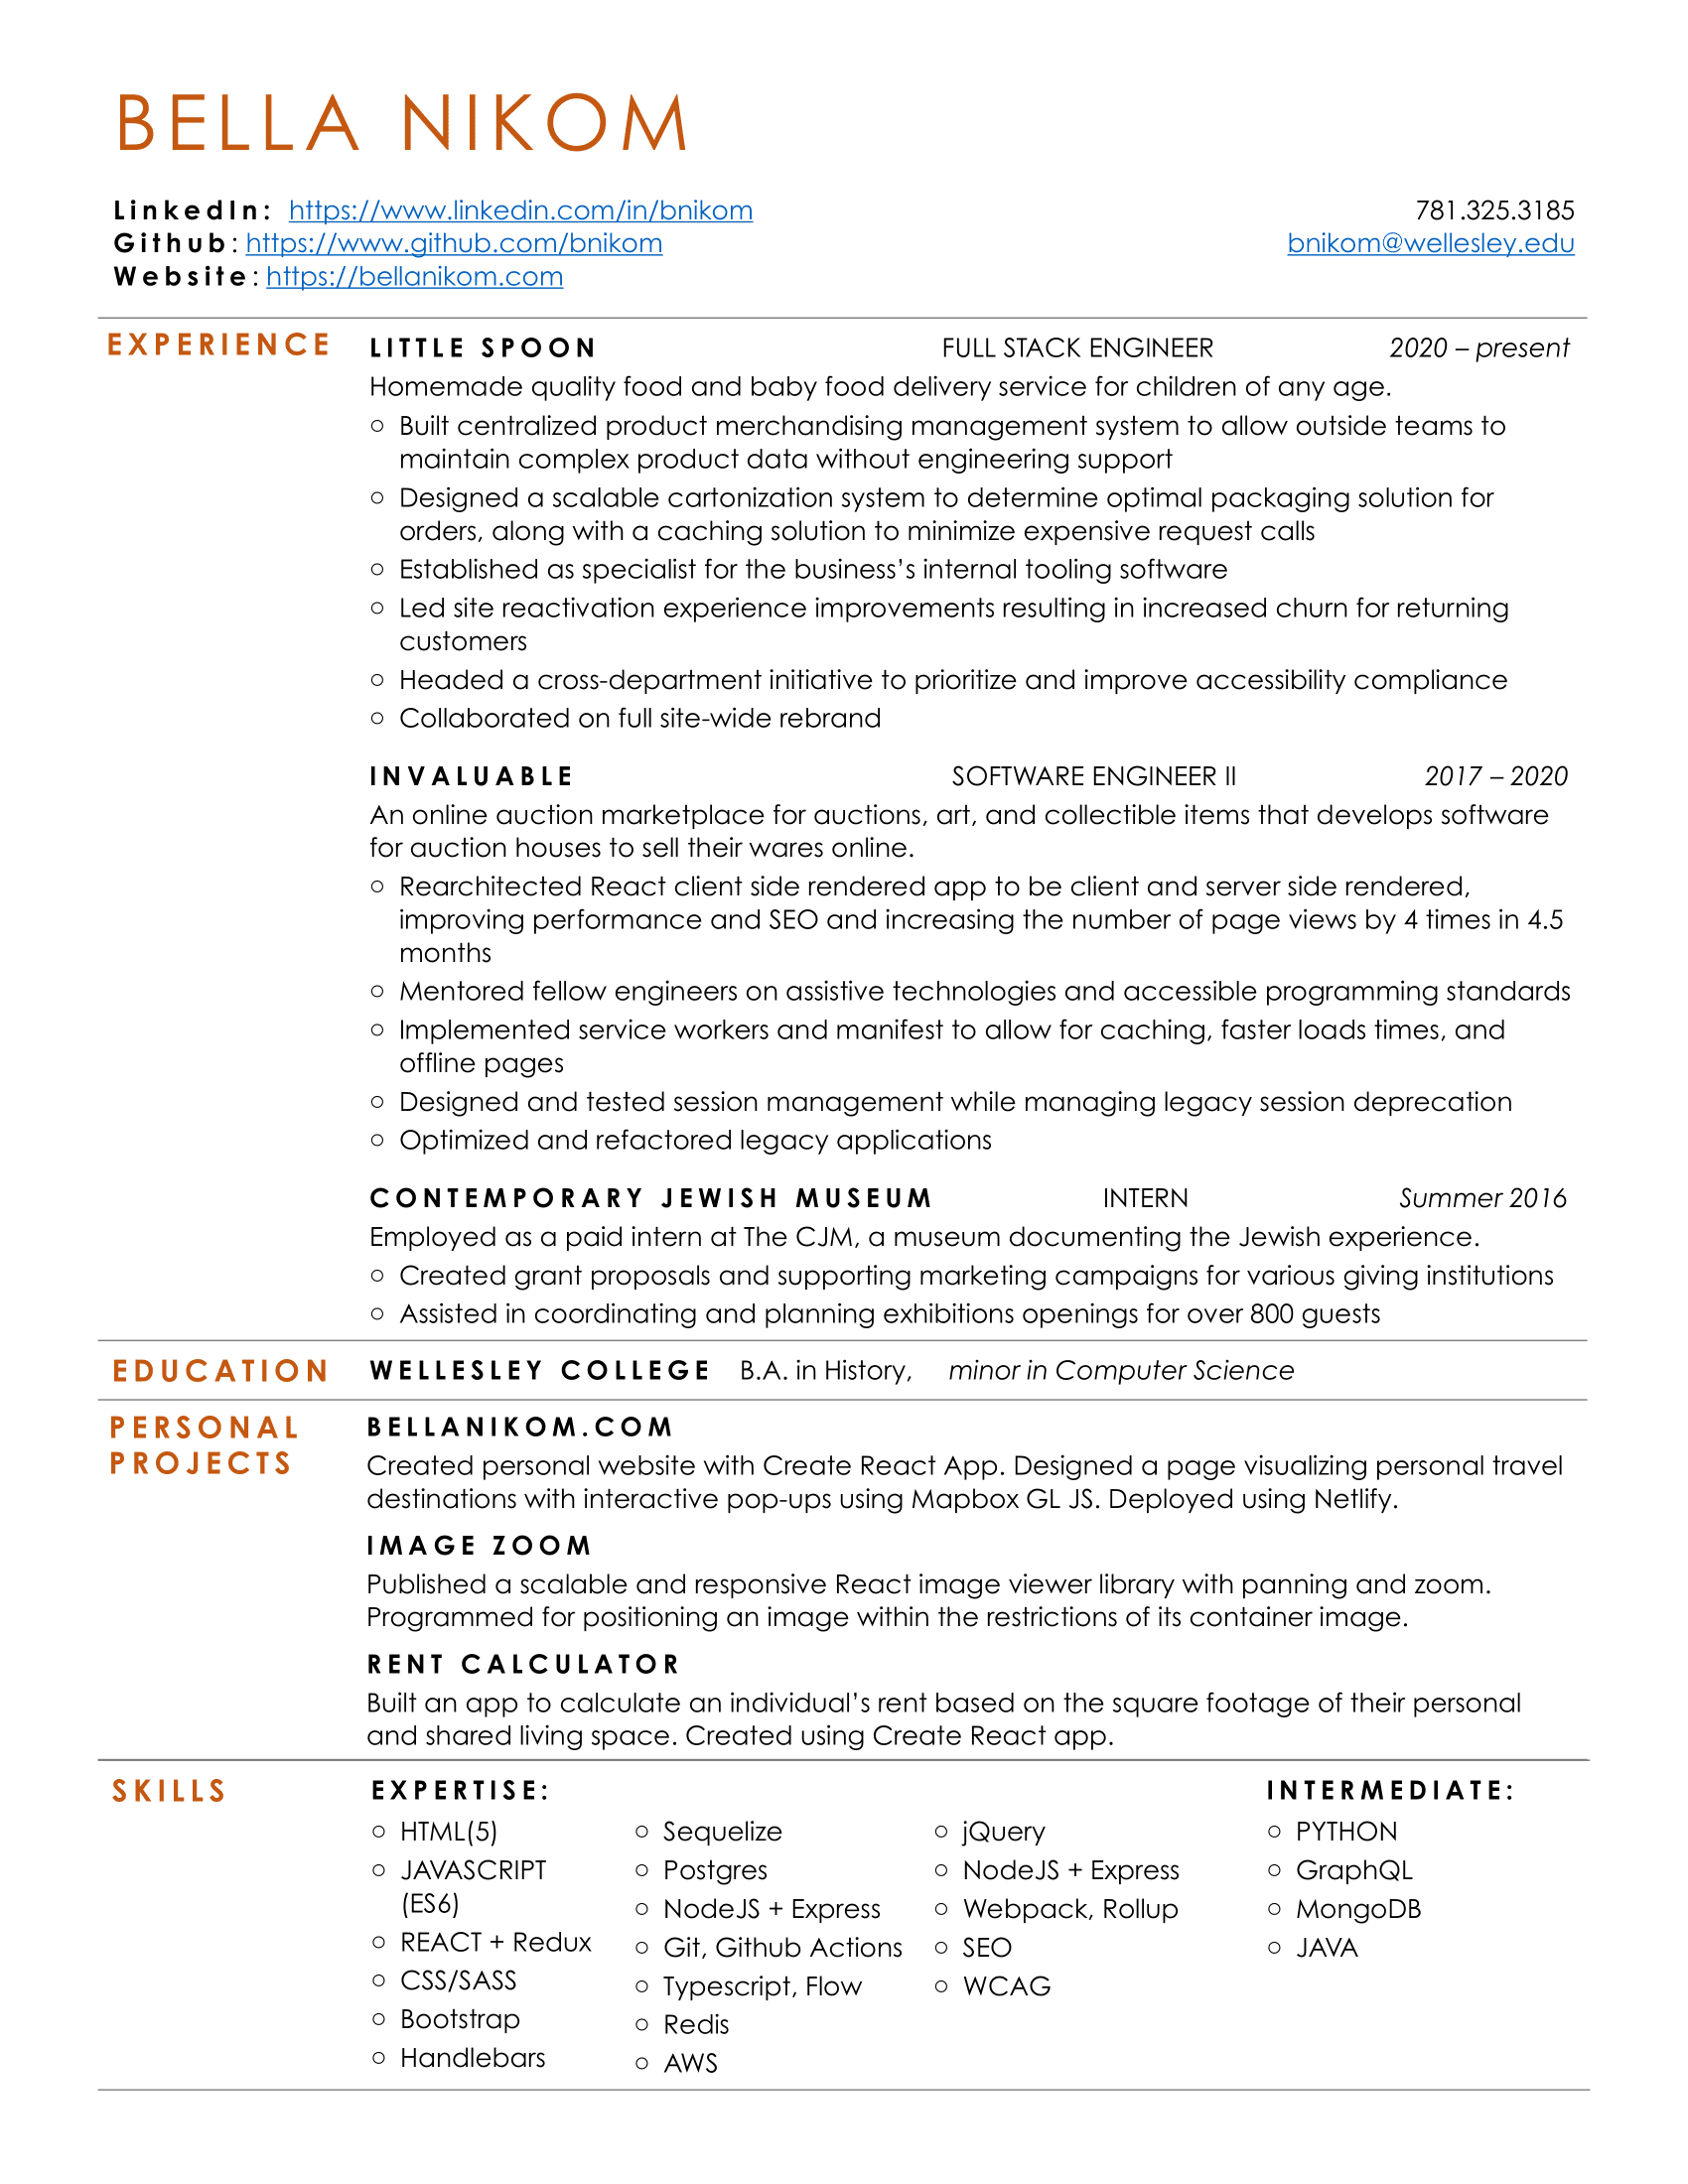 BELLA NIKOM
LinkedIn: https://www.linkedin.com/in/bnikom 781.325.3185
Github: https://www.github.com/bnikom bnikom@wellesley.edu
Website: https://bellanikom.com
EXPERIENCE
LITTLE SPOON FULL STACK ENGINEER 2020 – present
Homemade quality food and baby food delivery service for children of any age.
○ Built centralized product merchandising management system to allow outside teams to
maintain complex product data without engineering support
○ Designed a scalable cartonization system to determine optimal packaging solution for
orders, along with a caching solution to minimize expensive request calls
○ Established as specialist for the business’s internal tooling software
○ Led site reactivation experience improvements resulting in increased churn for returning
customers
○ Headed a cross-department initiative to prioritize and improve accessibility compliance
○ Collaborated on full site-wide rebrand
INVALUABLE SOFTWARE ENGINEER II 2017 – 2020
An online auction marketplace for auctions, art, and collectible items that develops software
for auction houses to sell their wares online.
○ Rearchitected React client side rendered app to be client and server side rendered,
improving performance and SEO and increasing the number of page views by 4 times in 4.5
months
○ Mentored fellow engineers on assistive technologies and accessible programming standards
○ Implemented service workers and manifest to allow for caching, faster loads times, and
offline pages
○ Designed and tested session management while managing legacy session deprecation
○ Optimized and refactored legacy applications
CONTEMPORARY JEWISH MUSEUM INTERN Summer 2016
Employed as a paid intern at The CJM, a museum documenting the Jewish experience.
○ Created grant proposals and supporting marketing campaigns for various giving institutions
○ Assisted in coordinating and planning exhibitions openings for over 800 guests
EDUCATION
WELLESLEY COLLEGE B.A. in History, minor in Computer Science
PERSONAL
PROJECTS
BELLANIKOM.COM
Created personal website with Create React App. Designed a page visualizing personal travel
destinations with interactive pop-ups using Mapbox GL JS. Deployed using Netlify.
IMAGE ZOOM
Published a scalable and responsive React image viewer library with panning and zoom.
Programmed for positioning an image within the restrictions of its container image.
RENT CALCULATOR
Built an app to calculate an individual’s rent based on the square footage of their personal
and shared living space. Created using Create React app.
SKILLS
EXPERTISE:
○ HTML(5)
○ JAVASCRIPT
(ES6)
○ REACT + Redux
○ CSS/SASS
○ Bootstrap
○ Handlebars
○ Sequelize
○ Postgres
○ NodeJS + Express
○ Git, Github Actions
○ Typescript, Flow
○ Redis
○ AWS
○ jQuery
○ NodeJS + Express
○ Webpack, Rollup
○ SEO
○ WCAG
INTERMEDIATE:
○ PYTHON
○ GraphQL
○ MongoDB
○ JAVA